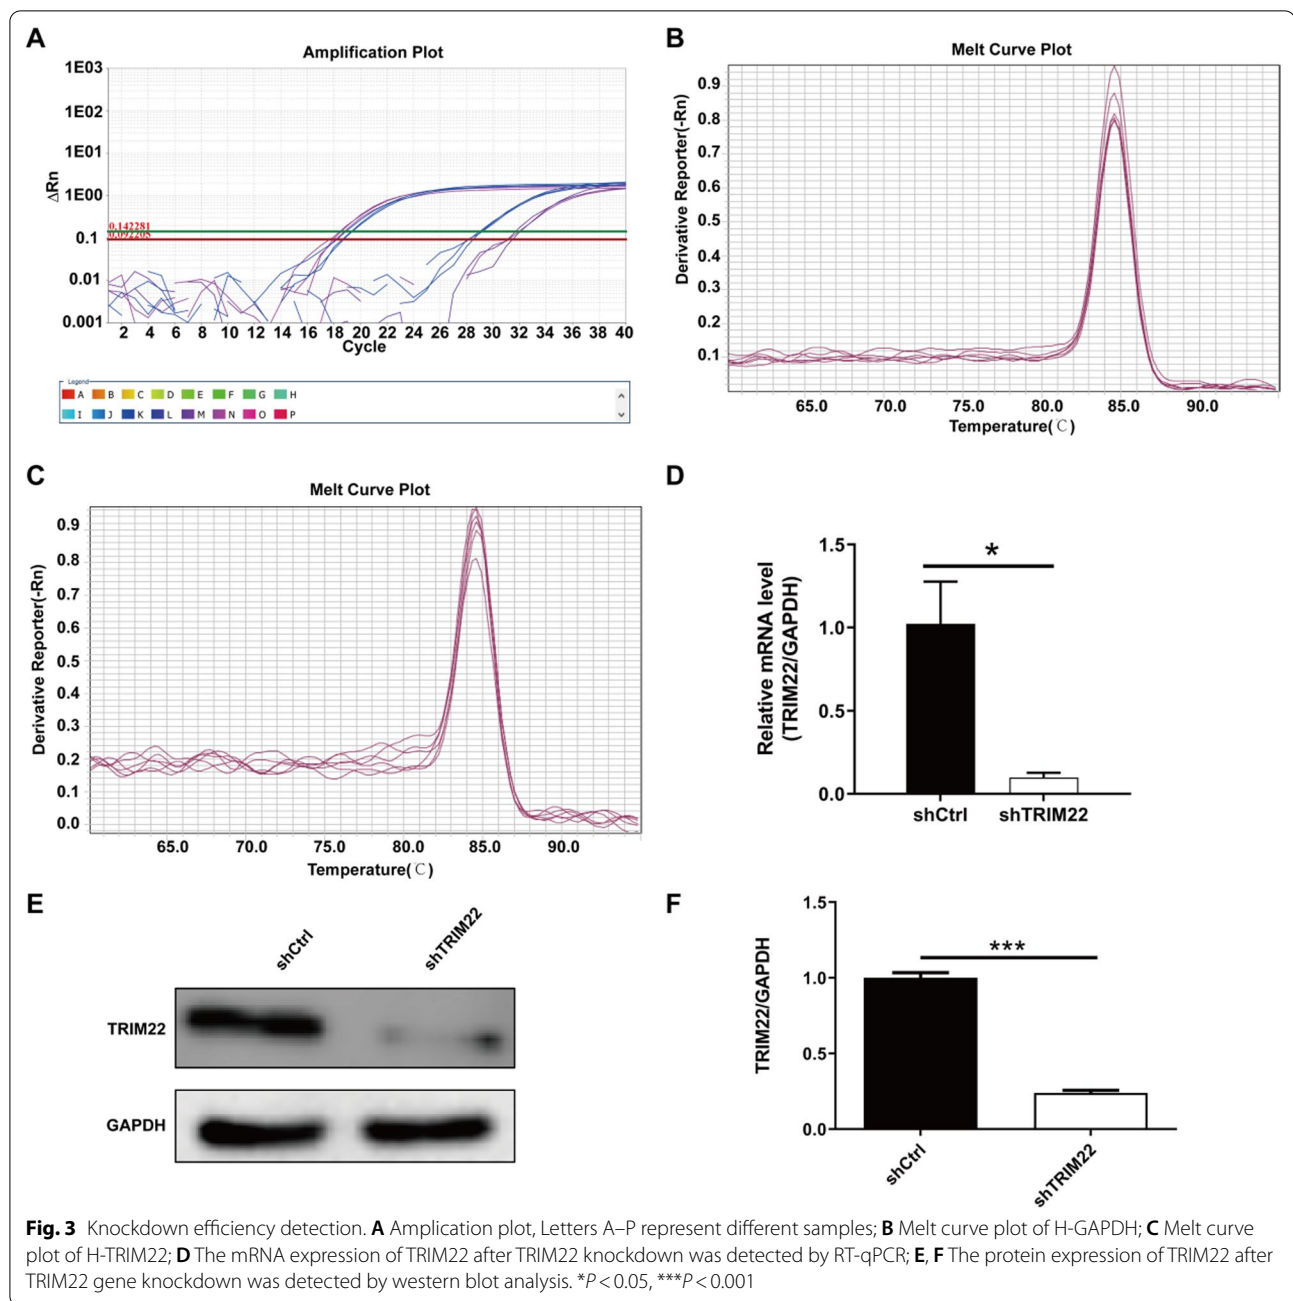 A
Amplification Plot
1E03
1E02
1E01
1E00
0.1
0.01
0.001
ΔRn
0.142281
0.092205
2 4 6 8 10 12 14 16 18 20 22 24 26 28 30 32 34 36 38 40
Cycle
Legend
A B C D E F G H
I J K L M N O P
B
Melt Curve Plot
0.9
0.8
0.7
0.6
0.5
0.4
0.3
0.2
0.1
Derivative Reporter(-Rn)
65.0 70.0 75.0 80.0 85.0 90.0
Temperature(℃)
C
Melt Curve Plot
0.9
0.8
0.7
0.6
0.5
0.4
0.3
0.2
0.1
0.0
Derivative Reporter(-Rn)
65.0 70.0 75.0 80.0 85.0 90.0
Temperature(℃)
D
1.5
1.0
0.5
0.0
Relative mRNA level
(TRIM22/GAPDH)
*
shCtrl shTRIM22
E
shCtrl shTRIM22
TRIM22
GAPDH
F
1.5
1.0
0.5
0.0
TRIM22/GAPDH
***
shCtrl shTRIM22
Fig. 3 Knockdown efficiency detection. A Amplication plot, Letters A–P represent different samples; B Melt curve plot of H-GAPDH; C Melt curve
plot of H-TRIM22; D The mRNA expression of TRIM22 after TRIM22 knockdown was detected by RT-qPCR; E, F The protein expression of TRIM22 after
TRIM22 gene knockdown was detected by western blot analysis. *P < 0.05, ***P < 0.001